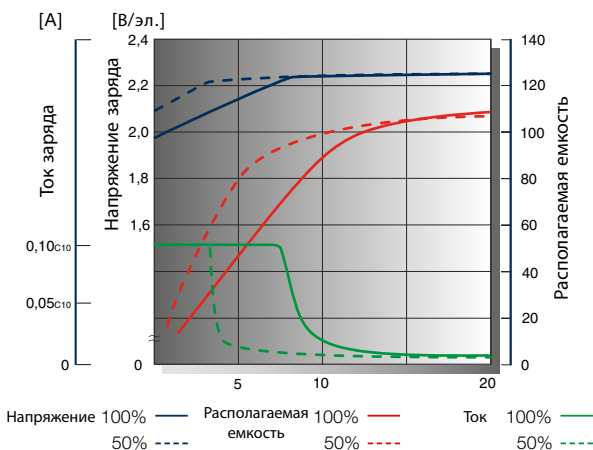 [А] [В/эл.]
2,4 140
2,2 120
2,0 100
1,8 80
1,6 60
0,10C10 40
0,05C10 20
0 0 0
5 10 20
Ток заряда
Напряжение заряда
Располагаемая емкость
≈ ≈
Напряжение 100% Располагаемая 100% Ток 100%
50% емкость 50% 50%